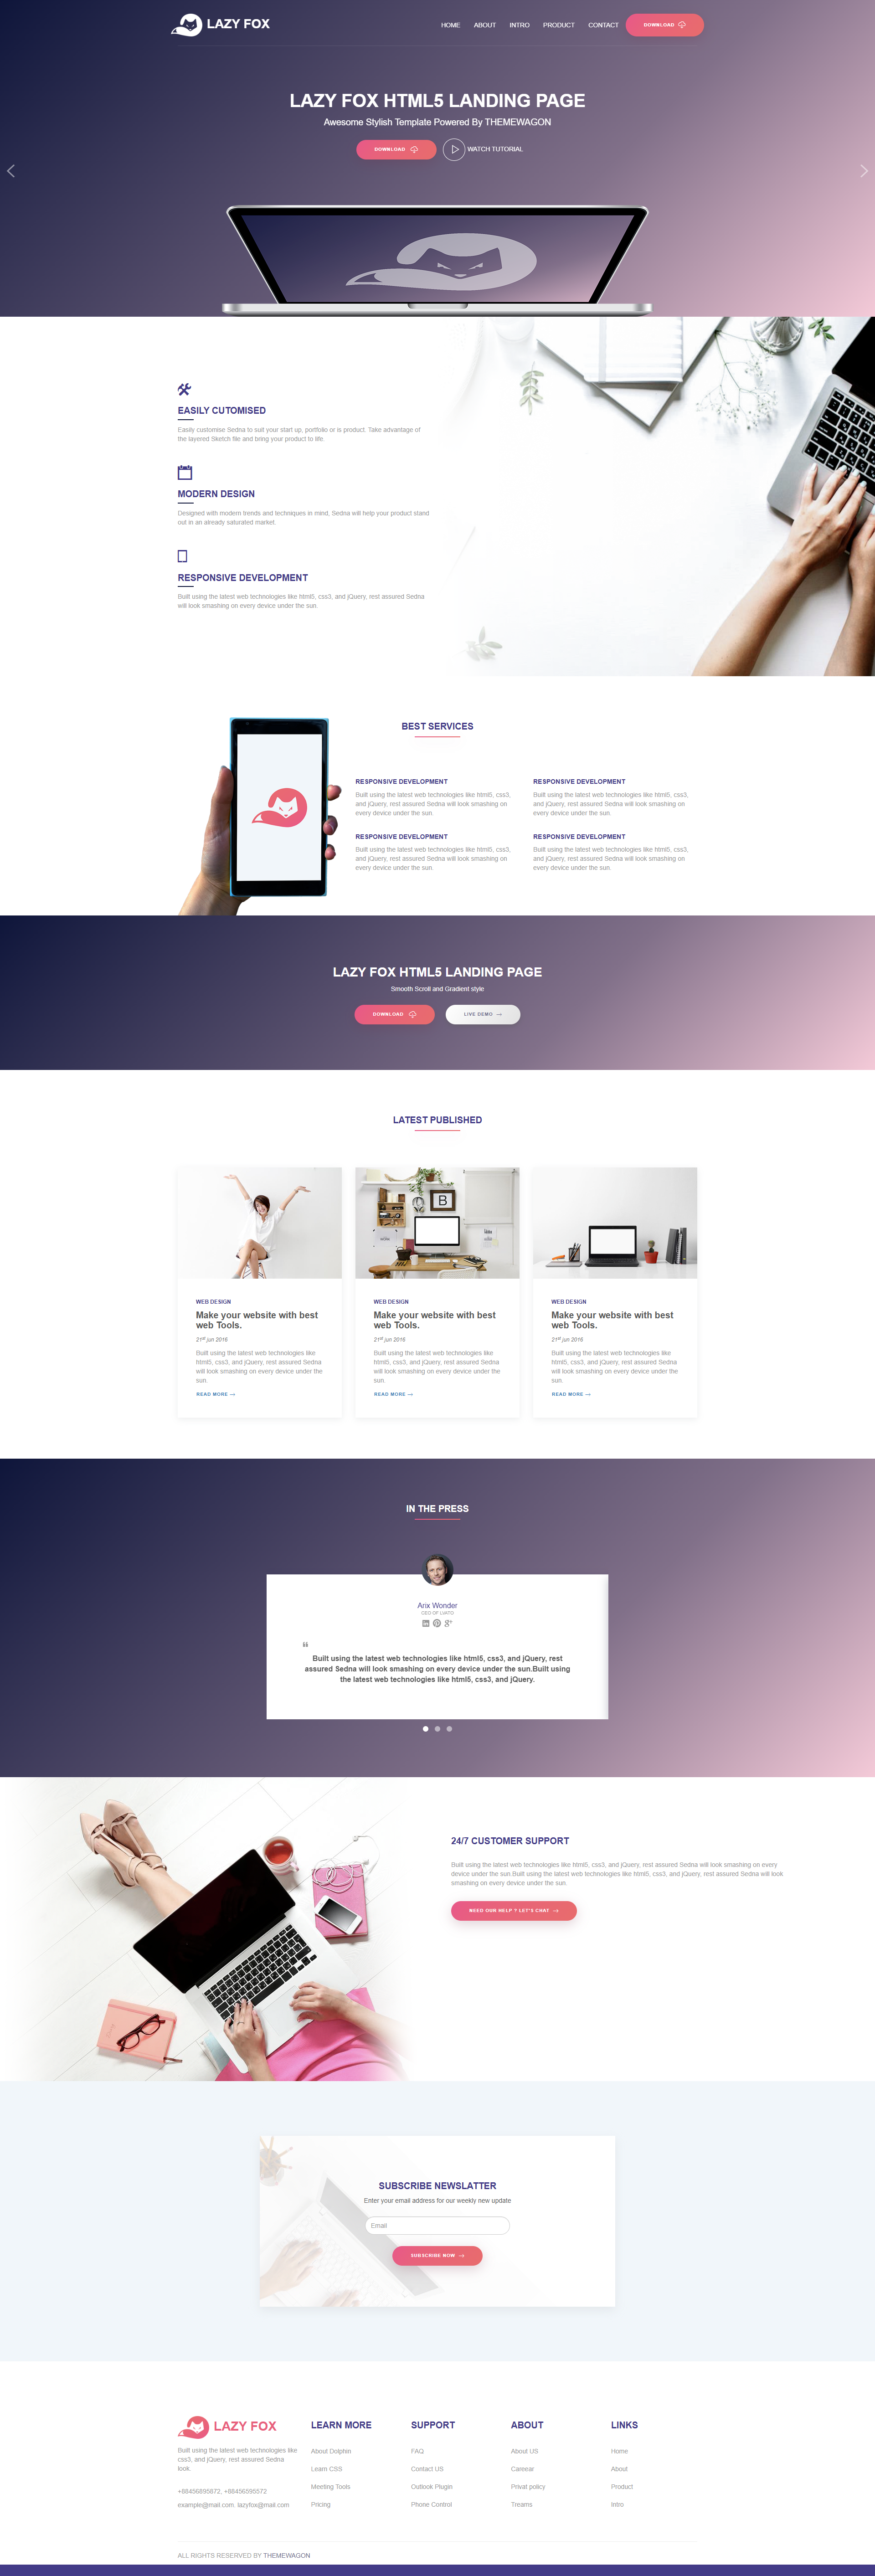 LAZY FOX
HOME ABOUT INTRO PRODUCT CONTACT DOWNLOAD
LAZY FOX HTML5 LANDING PAGE
Awesome Stylish Template Powered By THEMEWAGON
DOWNLOAD WATCH TUTORIAL
EASILY CUTOMISED
Easily customise Sedna to suit your start up, portfolio or is product. Take advantage of
the layered Sketch file and bring your product to life.
MODERN DESIGN
Designed with modern trends and techniques in mind, Sedna will help your product stand
out in an already saturated market.
RESPONSIVE DEVELOPMENT
Built using the latest web technologies like html5, css3, and jQuery, rest assured Sedna
will look smashing on every device under the sun.
BEST SERVICES
RESPONSIVE DEVELOPMENT
Built using the latest web technologies like html5, css3,
and jQuery, rest assured Sedna will look smashing on
every device under the sun.
RESPONSIVE DEVELOPMENT
Built using the latest web technologies like html5, css3,
and jQuery, rest assured Sedna will look smashing on
every device under the sun.
RESPONSIVE DEVELOPMENT
Built using the latest web technologies like html5, css3,
and jQuery, rest assured Sedna will look smashing on
every device under the sun.
RESPONSIVE DEVELOPMENT
Built using the latest web technologies like html5, css3,
and jQuery, rest assured Sedna will look smashing on
every device under the sun.
LAZY FOX HTML5 LANDING PAGE
Smooth Scroll and Gradient style
DOWNLOAD LIVE DEMO →
LATEST PUBLISHED
B
WEB DESIGN
Make your website with best
web Tools.
21st jun 2016
Built using the latest web technologies like
html5, css3, and jQuery, rest assured Sedna
will look smashing on every device under the
sun.
READ MORE →
WEB DESIGN
Make your website with best
web Tools.
21st jun 2016
Built using the latest web technologies like
html5, css3, and jQuery, rest assured Sedna
will look smashing on every device under the
sun.
READ MORE →
WEB DESIGN
Make your website with best
web Tools.
21st jun 2016
Built using the latest web technologies like
html5, css3, and jQuery, rest assured Sedna
will look smashing on every device under the
sun.
READ MORE →
IN THE PRESS
Arix Wonder
CEO OF LVATG
“
Built using the latest web technologies like html5, css3, and jQuery, rest
assured Sedna will look smashing on every device under the sun.Built using
the latest web technologies like html5, css3, and jQuery.
24/7 CUSTOMER SUPPORT
Built using the latest web technologies like html5, css3, and jQuery, rest assured Sedna will look smashing on every
device under the sun.Built using the latest web technologies like html5, css3, and jQuery, rest assured Sedna will look
smashing on every device under the sun.
NEED OUR HELP ? LET'S CHAT →
SUBSCRIBE NEWSLETTER
Enter your email address for our weekly new update
Email
SUBSCRIBE NOW →
LAZY FOX
Built using the latest web technologies like
css3, and jQuery, rest assured Sedna
look.
+88456895872, +88456595572
example@mail.com, lazyfox@mail.com
LEARN MORE
About Dolphin
Learn CSS
Meeting Tools
Pricing
SUPPORT
FAQ
Contact US
Outlook Plugin
Phone Control
ABOUT
About US
Careear
Privat policy
Treams
LINKS
Home
About
Product
Intro
ALL RIGHTS RESERVED BY THEMEWAGON